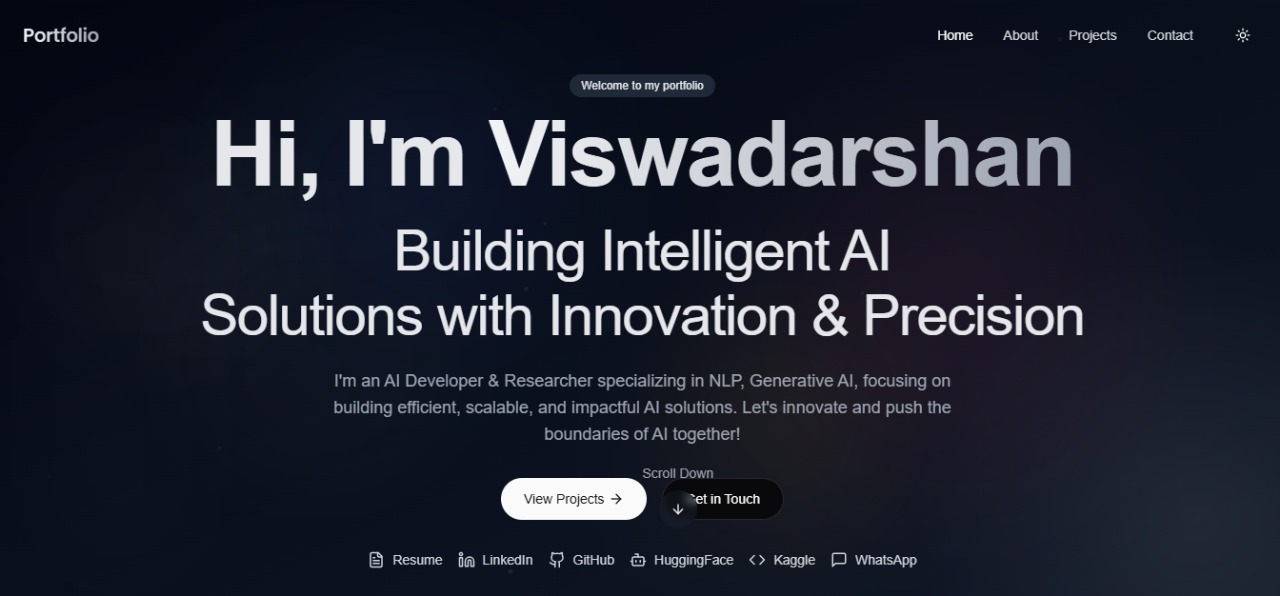 Portfolio
Home About Projects Contact
Welcome to my portfolio
Hi, I'm Viswadarshan
Building Intelligent AI
Solutions with Innovation & Precision
I'm an AI Developer & Researcher specializing in NLP, Generative AI, focusing on
building efficient, scalable, and impactful AI solutions. Let's innovate and push the
boundaries of AI together!
Scroll Down
View Projects → Get in Touch
Resume LinkedIn GitHub HuggingFace Kaggle WhatsApp